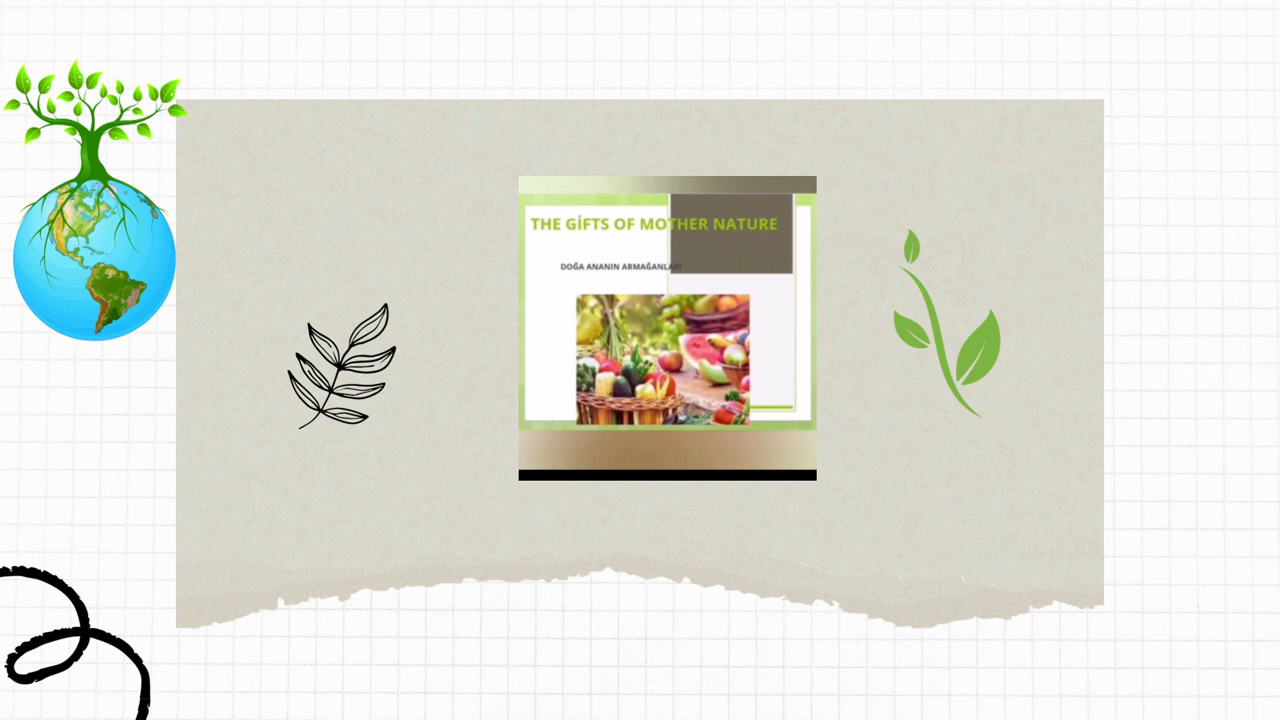 THE GİFTS OF MOTHER NATURE
DOĞA ANANIN ARMAĞANLARI